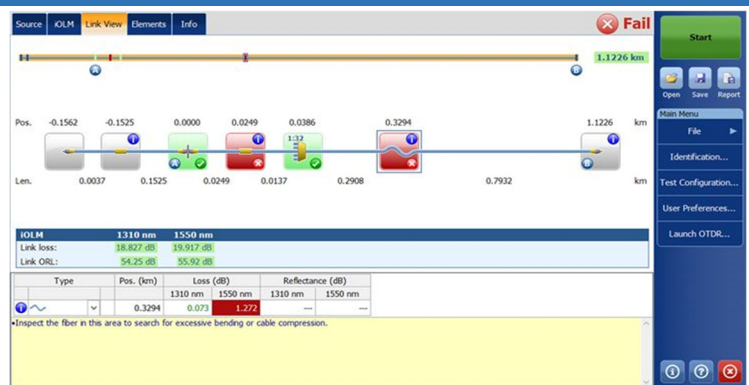 Source iOLM Link View Elements Info Fail
Start
1.1226 km
A B
Open Save Report
Main Menu
File
Identification...
Test Configuration...
User Preferences...
Launch OTDR...
Pos. -0.1562 -0.1525 0.0000 0.0249 0.0386 0.3294 1.1226 km
1:32
A B
Len. 0.0037 0.1525 0.0249 0.0137 0.2908 0.7932 km
iOLM 1310 nm 1550 nm
Link loss: 18.827 dB 19.917 dB
Link ORL: 54.25 dB 55.92 dB
Type Pos. (km) Loss (dB) Reflectance (dB)
1310 nm 1550 nm 1310 nm 1550 nm
0.3294 0.073 1.272 --- ---
•Inspect the fiber in this area to search for excessive bending or cable compression.